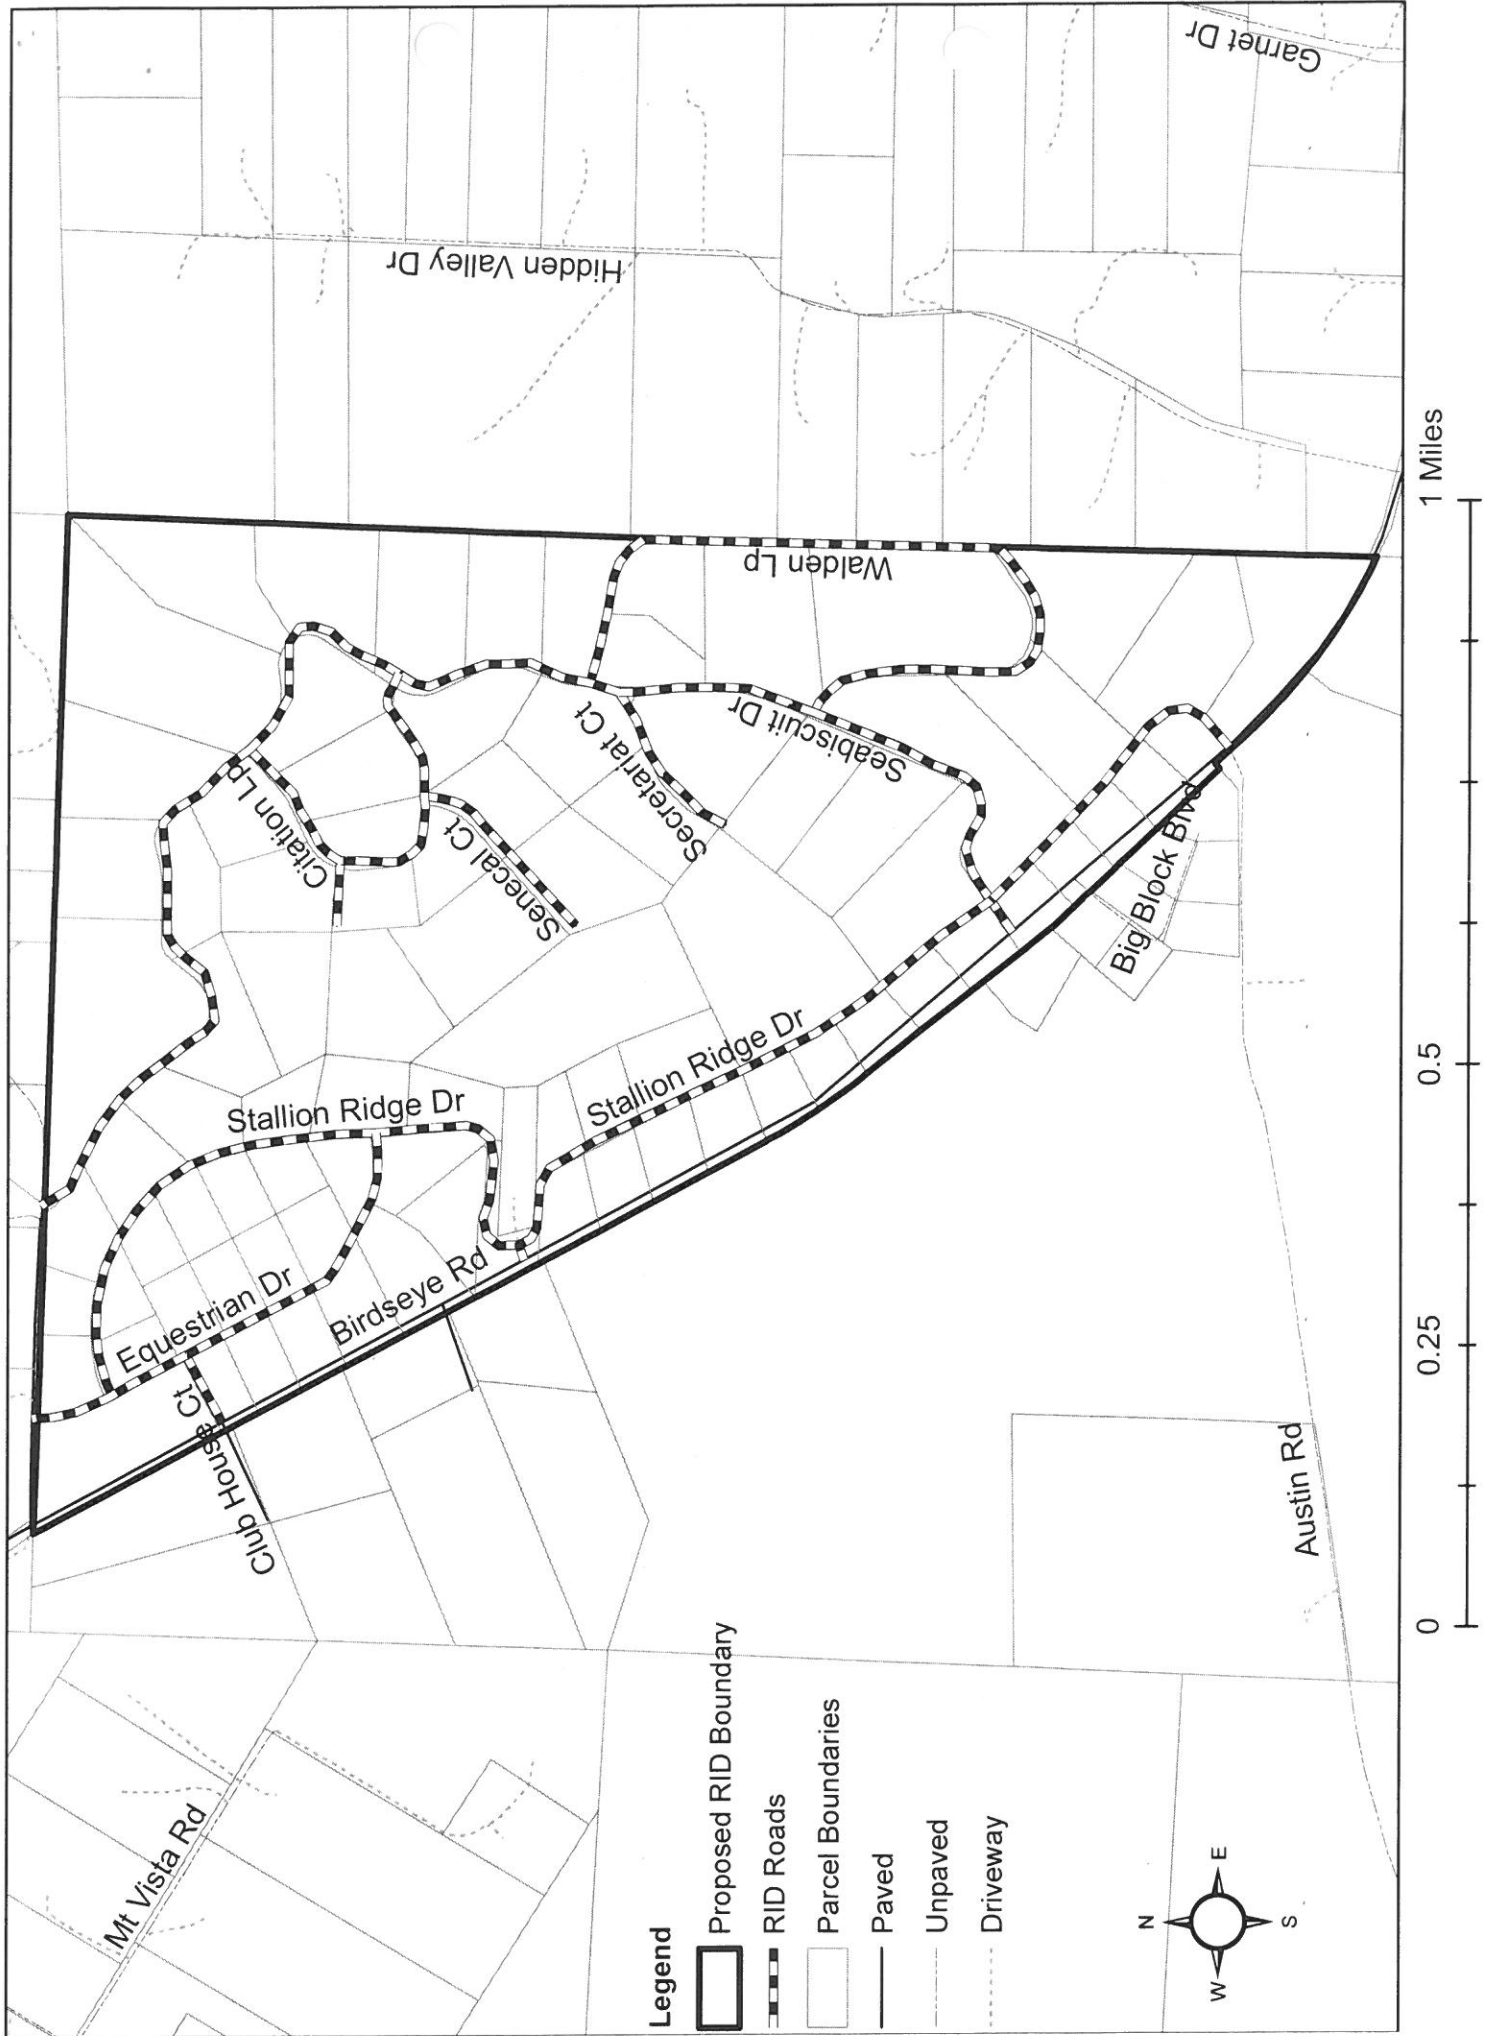 Mt Vista Rd
Club House Ct
Equestrian Dr
Birdseye Rd
Stallion Ridge Dr
Stallion Ridge Dr
Citation Lp
Senecal Ct
Secretariat Ct
Seabiscuit Dr
Walden Lp
Hidden Valley Dr
Garnet Dr
Big Block Blvd
Austin Rd
Legend
Proposed RID Boundary
RID Roads
Parcel Boundaries
Paved
Unpaved
Driveway
N
W
E
S
0
0.25
0.5
1 Miles